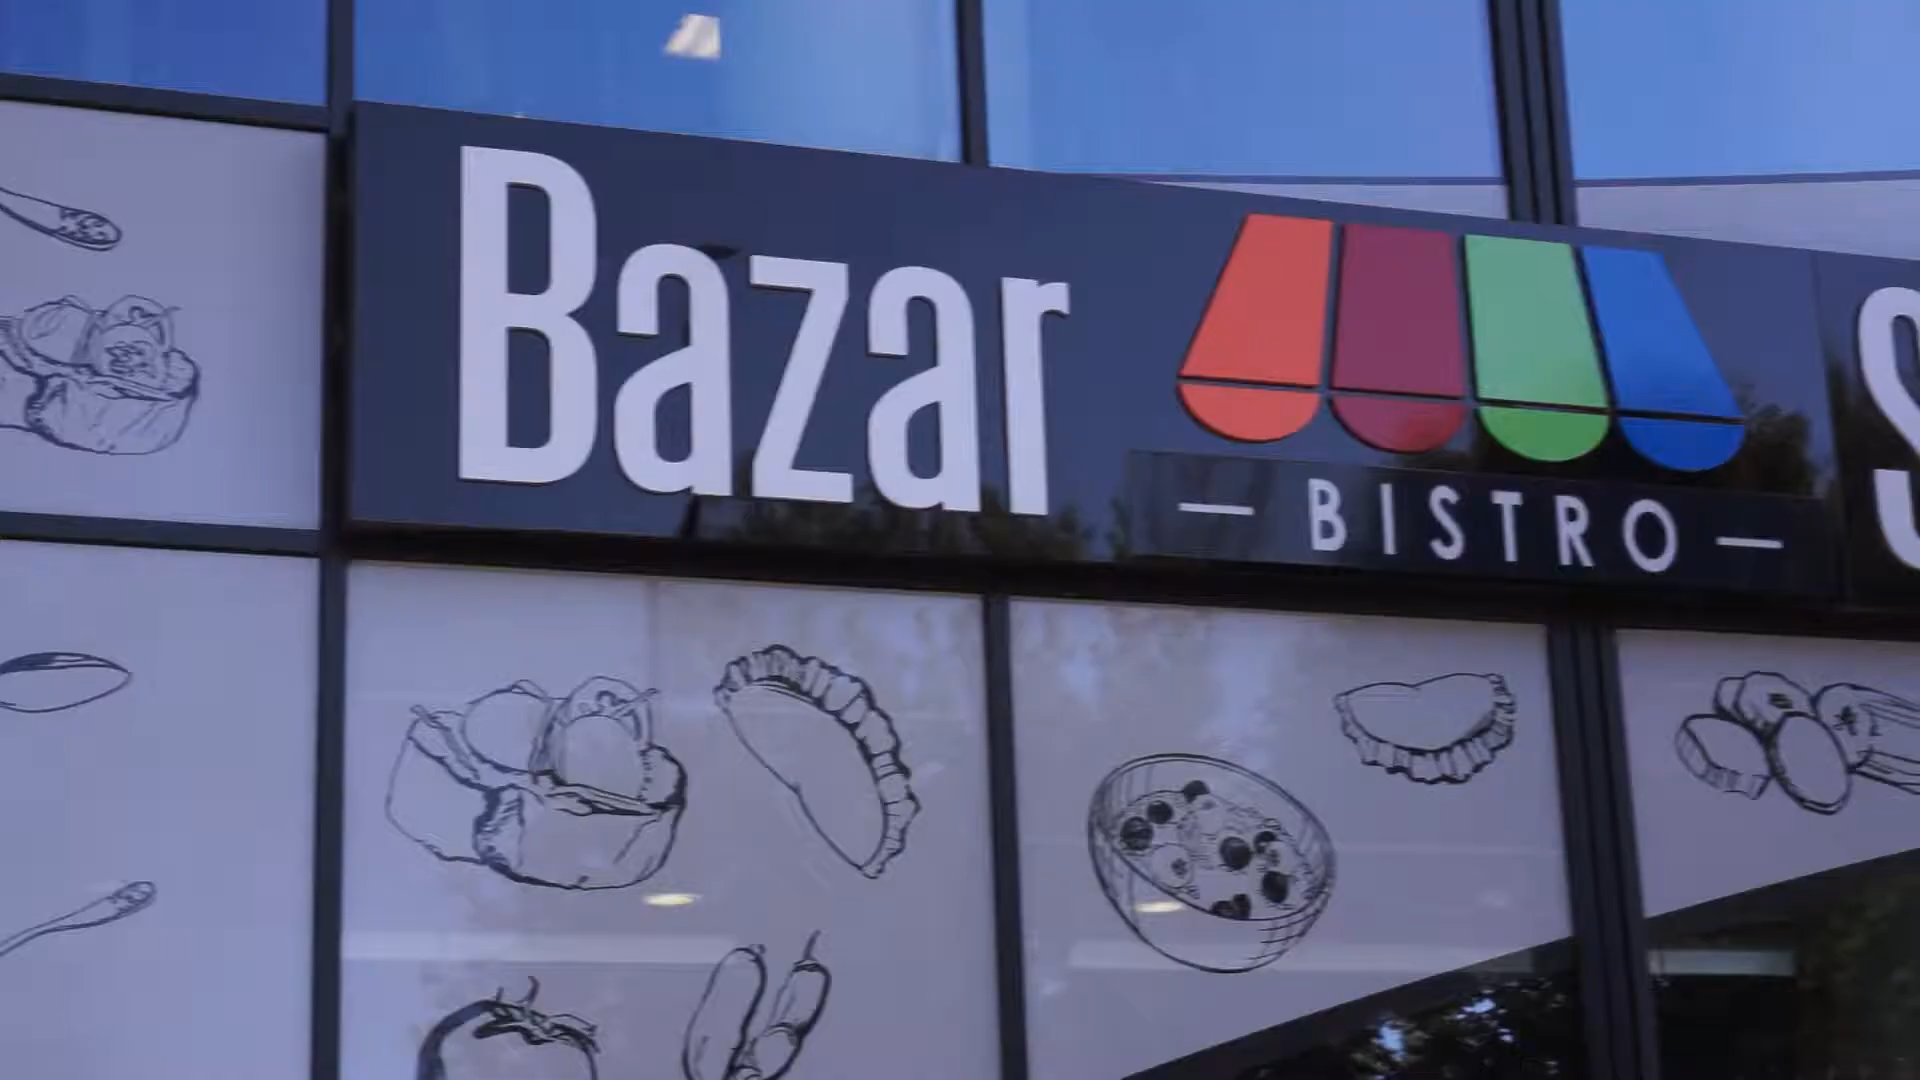 Bazar
— BISTRO —
S